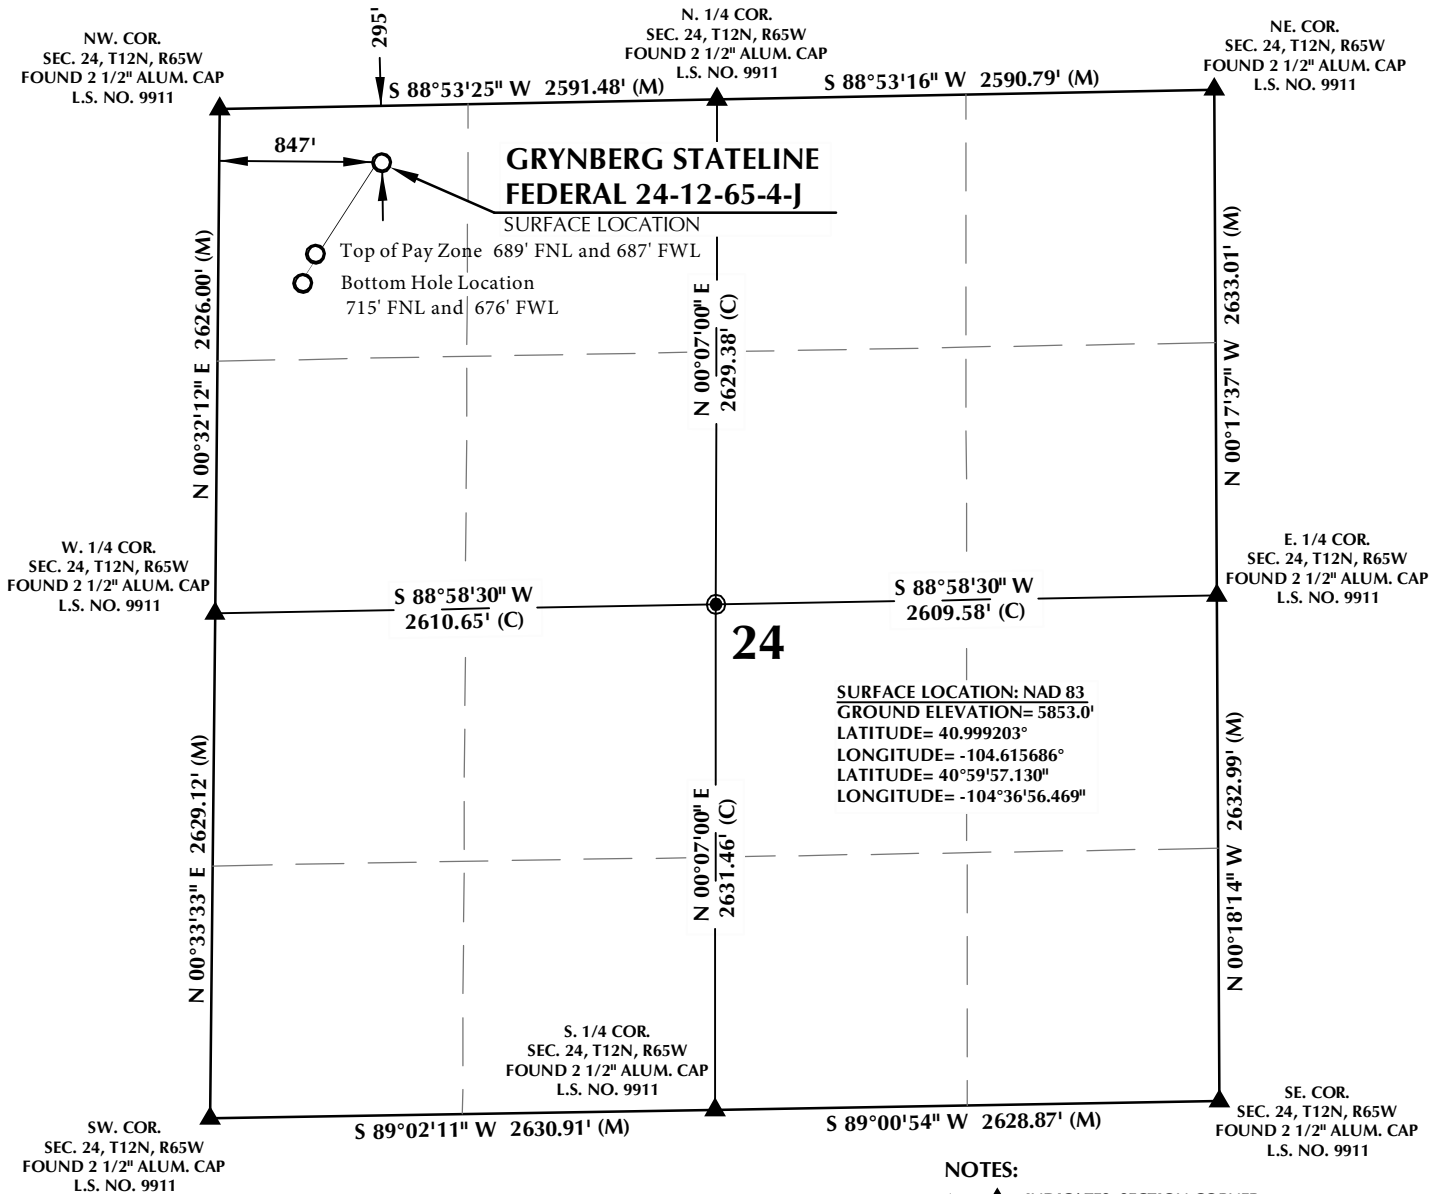 NW. COR.
SEC. 24, T12N, R65W
FOUND 2 1/2" ALUM. CAP
L.S. NO. 9911
295'
N. 1/4 COR.
SEC. 24, T12N, R65W
FOUND 2 1/2" ALUM. CAP
L.S. NO. 9911
NE. COR.
SEC. 24, T12N, R65W
FOUND 2 1/2" ALUM. CAP
L.S. NO. 9911
S 88°53'25" W 2591.48' (M)
S 88°53'16" W 2590.79' (M)
847'
GRYNBERG STATELINE
FEDERAL 24-12-65-4-J
SURFACE LOCATION
Top of Pay Zone 689' FNL and 687' FWL
Bottom Hole Location
715' FNL and 676' FWL
N 00°32'12" E 2626.00' (M)
N 00°07'00" E
2629.38' (C)
N 00°17'37" W 2633.01' (M)
W. 1/4 COR.
SEC. 24, T12N, R65W
FOUND 2 1/2" ALUM. CAP
L.S. NO. 9911
S 88°58'30" W
2610.65' (C)
S 88°58'30" W
2609.58' (C)
E. 1/4 COR.
SEC. 24, T12N, R65W
FOUND 2 1/2" ALUM. CAP
L.S. NO. 9911
24
SURFACE LOCATION: NAD 83
GROUND ELEVATION= 5853.0'
LATITUDE= 40.999203°
LONGITUDE= -104.615686°
LATITUDE= 40°59'57.130"
LONGITUDE= -104°36'56.469"
N 00°33'33" E 2629.12' (M)
N 00°07'00" E
2631.46' (C)
N 00°18'14" W 2632.99' (M)
S. 1/4 COR.
SEC. 24, T12N, R65W
FOUND 2 1/2" ALUM. CAP
L.S. NO. 9911
SW. COR.
SEC. 24, T12N, R65W
FOUND 2 1/2" ALUM. CAP
L.S. NO. 9911
S 89°02'11" W 2630.91' (M)
S 89°00'54" W 2628.87' (M)
SE. COR.
SEC. 24, T12N, R65W
FOUND 2 1/2" ALUM. CAP
L.S. NO. 9911
NOTES: